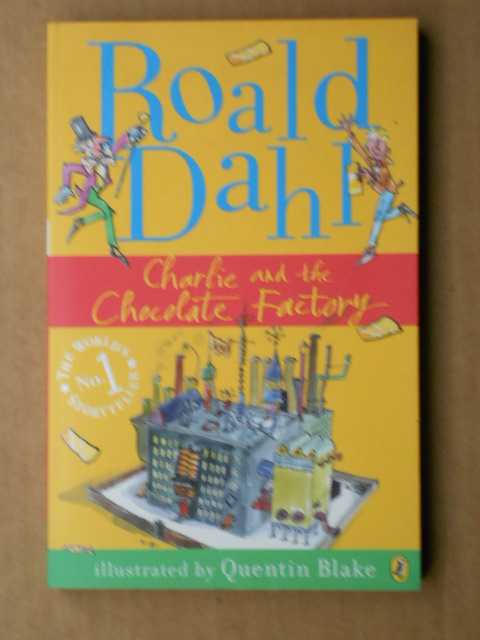 Roald
Dahl
Charlie and the
Chocolate Factory
THE WORLD'S
No. 1
STORYTELLER
illustrated by Quentin Blake